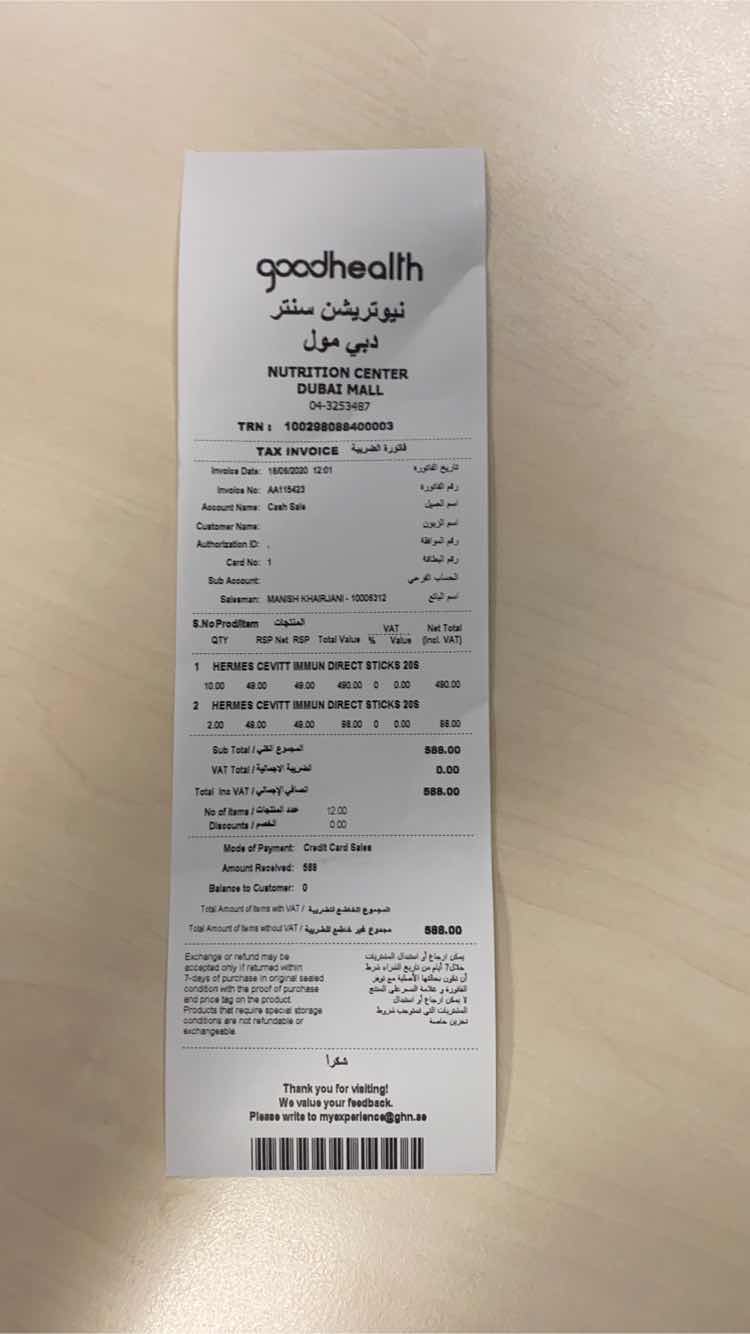 goodhealth
نيوتريشن سنتر
دبي مول
NUTRITION CENTER
DUBAI MALL
04-3253487
TRN : 100298088400003
TAX INVOICE فاتورة الضريبة
Invoice Date: 16/06/2020 12:01 تاريخ الفاتورة
Invoice No: AA115423 رقم الفاتورة
Account Name: Cash Sale اسم العميل
Customer Name: اسم الزبون
Authorization ID: . رقم الموافقة
Card No: 1 رقم البطاقة
Sub Account: الحساب الفرعي
Salesman: MANISH KHAIRJANI - 10006312 اسم البائع
S.No Prod/Item المنتجات VAT Net Total
QTY RSP Net RSP Total Value % Value (Incl. VAT)
1 HERMES CEVITT IMMUN DIRECT STICKS 20S
10.00 49.00 49.00 490.00 0 0.00 490.00
2 HERMES CEVITT IMMUN DIRECT STICKS 20S
2.00 49.00 49.00 98.00 0 0.00 98.00
Sub Total / المجموع الكلي 588.00
VAT Total / الضريبة الاجمالية 0.00
Total Inc VAT / الصافي الإجمالي 588.00
No of Items / عدد المنتجات 12.00
Discounts / الخصم 0.00
Mode of Payment: Credit Card Sales
Amount Received: 588
Balance to Customer: 0
Total Amount of Items with VAT / المجموع الخاضع للضريبة
Total Amount of Items without VAT / مجموع غير خاضع للضريبة 588.00
Exchange or refund may be
accepted only if returned within
7-days of purchase in original sealed
condition with the proof of purchase
and price tag on the product.
Products that require special storage
conditions are not refundable or
exchangeable.
يمكن ارجاع أو استبدال المشتريات
خلال 7 أيام من تاريخ الشراء شرط
أن تكون بحالتها الأصلية مع توفر
الفاتورة و علامة السعر على المنتج
لا يمكن ارجاع أو استبدال
المشتريات التي تستوجب شروط
تخزين خاصة
شكراً
Thank you for visiting!
We value your feedback.
Please write to myexperience@ghn.ae